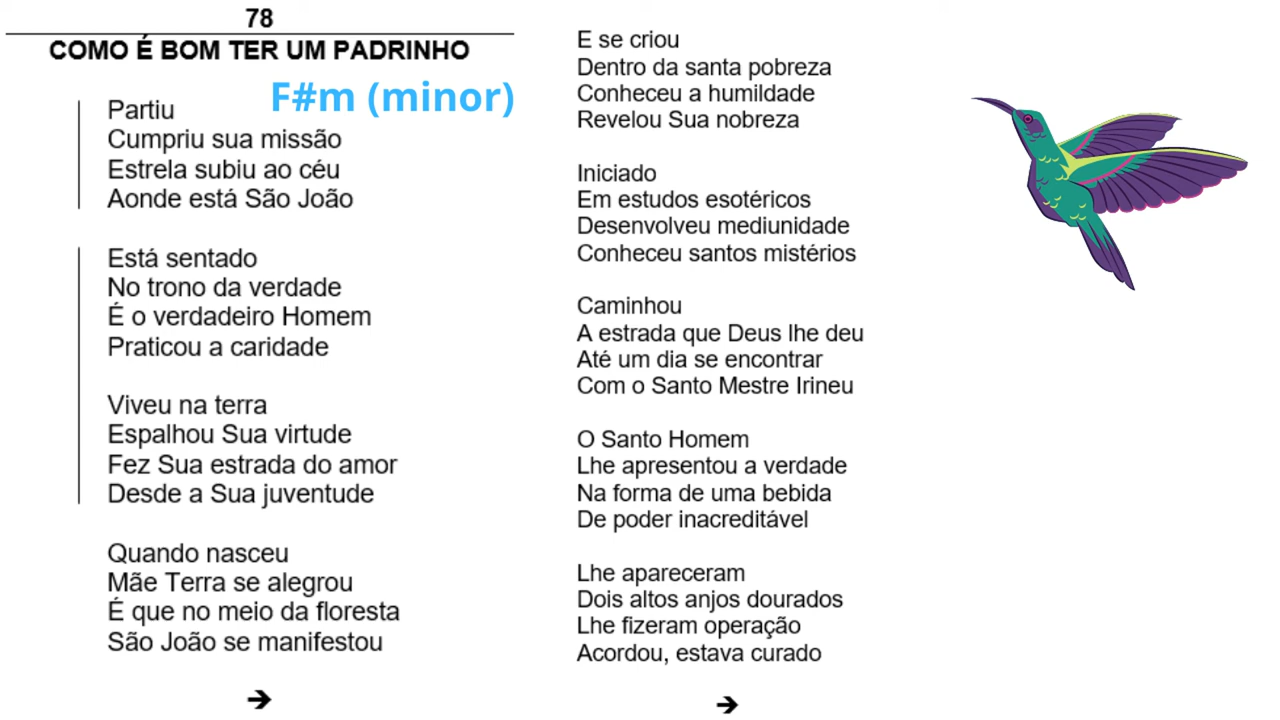 78
COMO É BOM TER UM PADRINHO
F#m (minor)
Partiu
Cumpriu sua missão
Estrela subiu ao céu
Aonde está São João
Está sentado
No trono da verdade
É o verdadeiro Homem
Praticou a caridade
Viveu na terra
Espalhou Sua virtude
Fez Sua estrada do amor
Desde a Sua juventude
Quando nasceu
Mãe Terra se alegrou
É que no meio da floresta
São João se manifestou
➔
E se criou
Dentro da santa pobreza
Conheceu a humildade
Revelou Sua nobreza
Iniciado
Em estudos esotéricos
Desenvolveu mediunidade
Conheceu santos mistérios
Caminhou
A estrada que Deus lhe deu
Até um dia se encontrar
Com o Santo Mestre Irineu
O Santo Homem
Lhe apresentou a verdade
Na forma de uma bebida
De poder inacreditável
Lhe apareceram
Dois altos anjos dourados
Lhe fizeram operação
Acordou, estava curado
➔